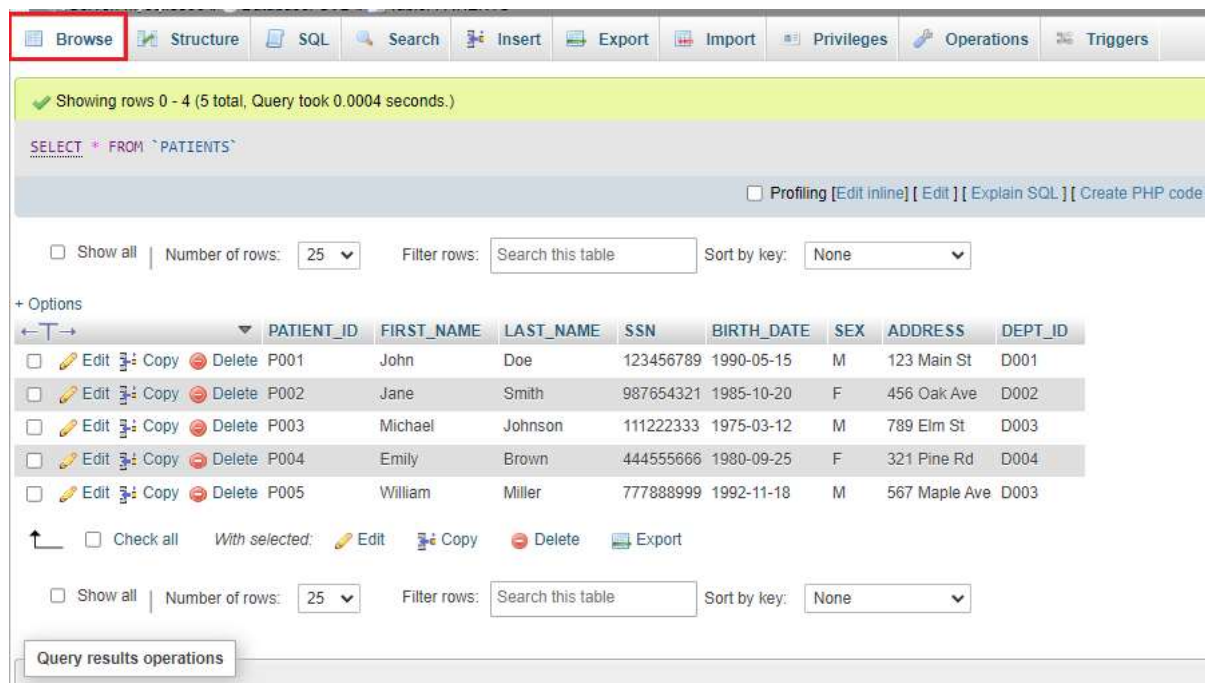 Browse Structure SQL Search Insert Export Import Privileges Operations Triggers
Showing rows 0 - 4 (5 total, Query took 0.0004 seconds.)
SELECT * FROM `PATIENTS`
Profiling [Edit inline] [ Edit ] [ Explain SQL ] [ Create PHP code
Show all | Number of rows: 25 Filter rows: Search this table Sort by key: None
+ Options
←T→ PATIENT_ID FIRST_NAME LAST_NAME SSN BIRTH_DATE SEX ADDRESS DEPT_ID
Edit Copy Delete P001 John Doe 123456789 1990-05-15 M 123 Main St D001
Edit Copy Delete P002 Jane Smith 987654321 1985-10-20 F 456 Oak Ave D002
Edit Copy Delete P003 Michael Johnson 111222333 1975-03-12 M 789 Elm St D003
Edit Copy Delete P004 Emily Brown 444555666 1980-09-25 F 321 Pine Rd D004
Edit Copy Delete P005 William Miller 777888999 1992-11-18 M 567 Maple Ave D003
Check all With selected: Edit Copy Delete Export
Show all | Number of rows: 25 Filter rows: Search this table Sort by key: None
Query results operations